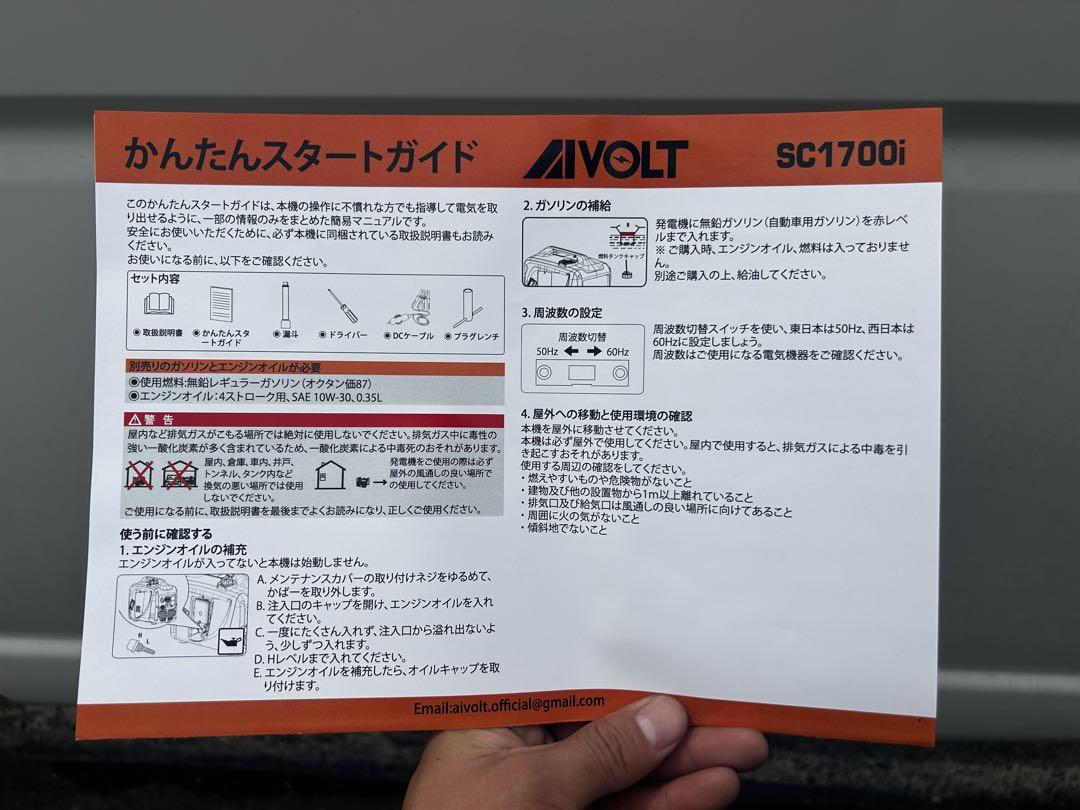 かんたんスタートガイド
AIVOLT
SC1700i
このかんたんスタートガイドは、本機の操作に不慣れな方でも指導して電気を取
り出せるように、一部の情報のみをまとめた簡易マニュアルです。
安全にお使いいただくために、必ず本機に同梱されている取扱説明書もお読み
ください。
お使いになる前に、以下をご確認ください。
セット内容
◉取扱説明書
◉かんたんスタ
ートガイド
◉漏斗
◉ドライバー
◉DCケーブル
◉プラグレンチ
別売りのガソリンとエンジンオイルが必要
◉使用燃料:無鉛レギュラーガソリン（オクタン価87）
◉エンジンオイル：4ストローク用、SAE 10W-30、0.35L
警 告
屋内など排気ガスがこもる場所では絶対に使用しないでください。排気ガス中に毒性の
強い一酸化炭素が多く含まれているため、一酸化炭素による中毒死のおそれがあります。
屋内、倉庫、車内、井戸、
トンネル、タンク内など
換気の悪い場所では使用
しないでください。
発電機をご使用の際は必ず
屋外の風通しの良い場所で
の使用してください。
ご使用になる前に、取扱説明書を最後までよくお読みになり、正しくご使用ください。
使う前に確認する
1. エンジンオイルの補充
エンジンオイルが入ってないと本機は始動しません。
H
L
A. メンテナンスカバーの取り付けネジをゆるめて、
かばーを取り外します。
B. 注入口のキャップを開け、エンジンオイルを入れ
てください。
C. 一度にたくさん入れず、注入口から溢れ出ないよ
う、少しずつ入れます。
D. Hレベルまで入れてください。
E. エンジンオイルを補充したら、オイルキャップを取
り付けます。
2. ガソリンの補給
燃料タンクキャップ
発電機に無鉛ガソリン（自動車用ガソリン）を赤レベ
ルまで入れます。
※ ご購入時、エンジンオイル、燃料は入っておりませ
ん。
別途ご購入の上、給油してください。
3. 周波数の設定
周波数切替
50Hz
60Hz
周波数切替スイッチを使い、東日本は50Hz、西日本は
60Hzに設定しましょう。
周波数はご使用になる電気機器をご確認ください。
4. 屋外への移動と使用環境の確認
本機を屋外に移動させてください。
本機は必ず屋外で使用してください。屋内で使用すると、排気ガスによる中毒を引
き起こすおそれがあります。
使用する周辺の確認をしてください。
・燃えやすいものや危険物がないこと
・建物及び他の設置物から1m以上離れていること
・排気口及び給気口は風通しの良い場所に向けてあること
・周囲に火の気がないこと
・傾斜地でないこと
Email:aivolt.official@gmail.com